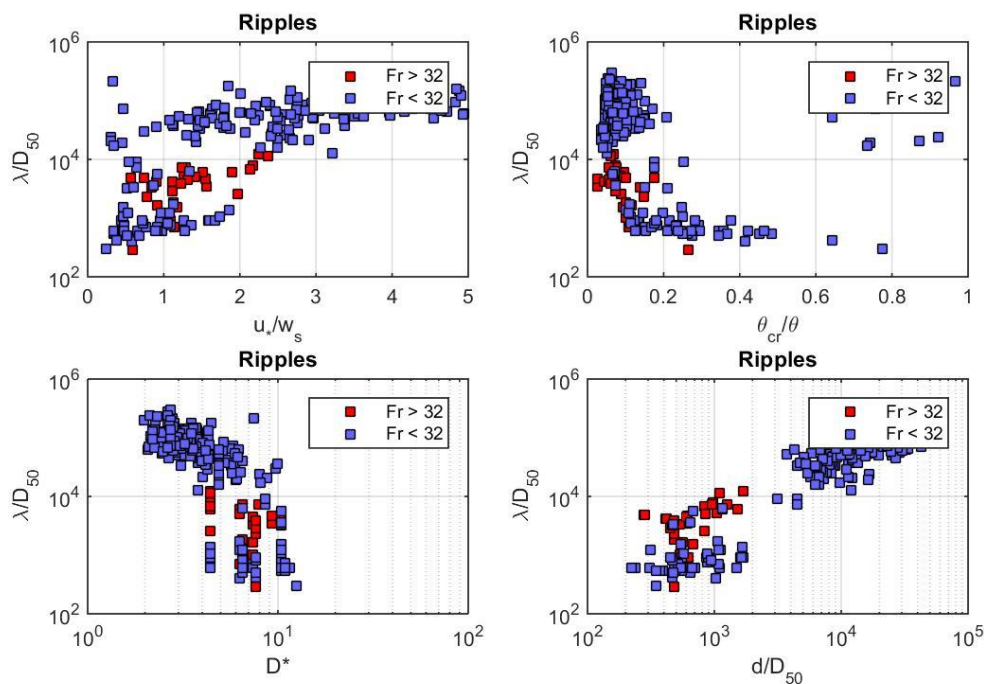 Ripples
Fr > 32
Fr < 32
λ/D50
10^6
10^4
10^2
0 1 2 3 4 5
u*/ws
Ripples
Fr > 32
Fr < 32
λ/D50
10^6
10^4
10^2
0 0.2 0.4 0.6 0.8 1
θcr/θ
Ripples
Fr > 32
Fr < 32
λ/D50
10^6
10^4
10^2
10^0 10^1 10^2
D*
Ripples
Fr > 32
Fr < 32
λ/D50
10^6
10^4
10^2
10^2 10^3 10^4 10^5
d/D50